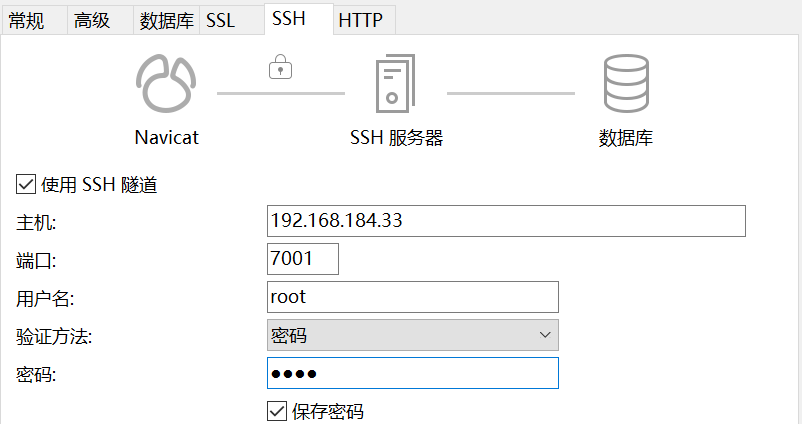 常规 高级 数据库 SSL SSH HTTP
Navicat SSH 服务器 数据库
使用 SSH 隧道
主机: 192.168.184.33
端口: 7001
用户名: root
验证方法: 密码
密码: ●●●●
保存密码